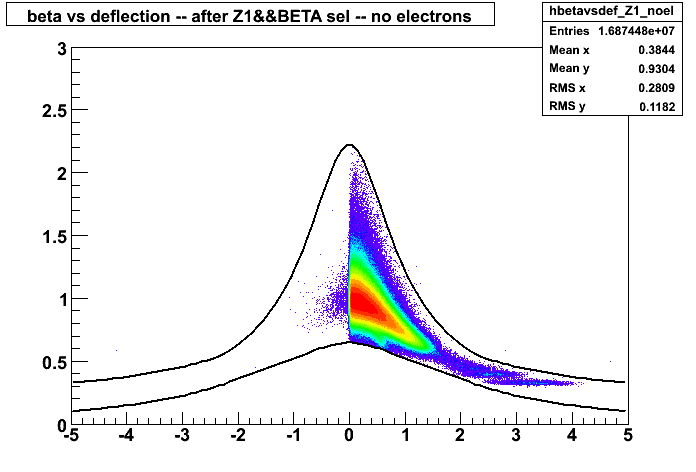 beta vs deflection -- after Z1&&BETA sel -- no electrons
hbetavsdef_Z1_noel
Entries 1.687448e+07
Mean x 0.3844
Mean y 0.9304
RMS x 0.2809
RMS y 0.1182
3
2.5
2
1.5
1
0.5
0
-5 -4 -3 -2 -1 0 1 2 3 4 5